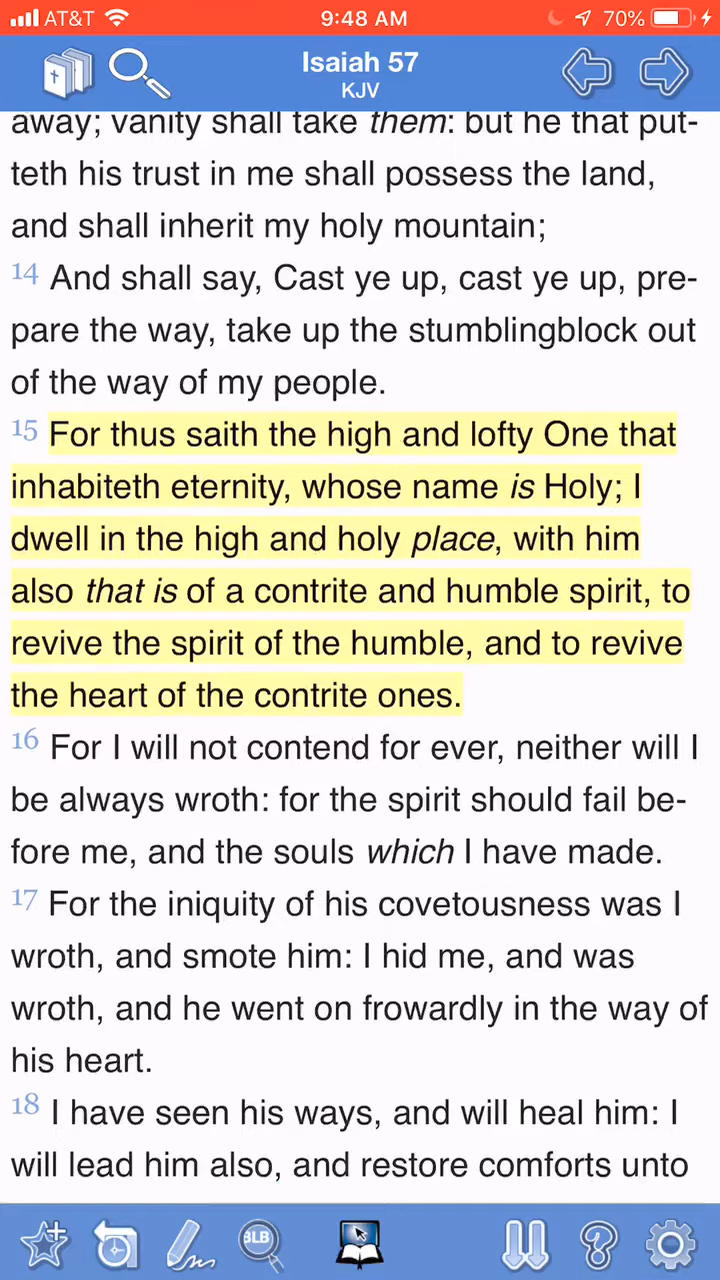 AT&T 9:48 AM 70%
Isaiah 57
KJV
away; vanity shall take them: but he that put-
teth his trust in me shall possess the land,
and shall inherit my holy mountain;
14 And shall say, Cast ye up, cast ye up, pre-
pare the way, take up the stumblingblock out
of the way of my people.
15 For thus saith the high and lofty One that
inhabiteth eternity, whose name is Holy; I
dwell in the high and holy place, with him
also that is of a contrite and humble spirit, to
revive the spirit of the humble, and to revive
the heart of the contrite ones.
16 For I will not contend for ever, neither will I
be always wroth: for the spirit should fail be-
fore me, and the souls which I have made.
17 For the iniquity of his covetousness was I
wroth, and smote him: I hid me, and was
wroth, and he went on frowardly in the way of
his heart.
18 I have seen his ways, and will heal him: I
will lead him also, and restore comforts unto
BLB